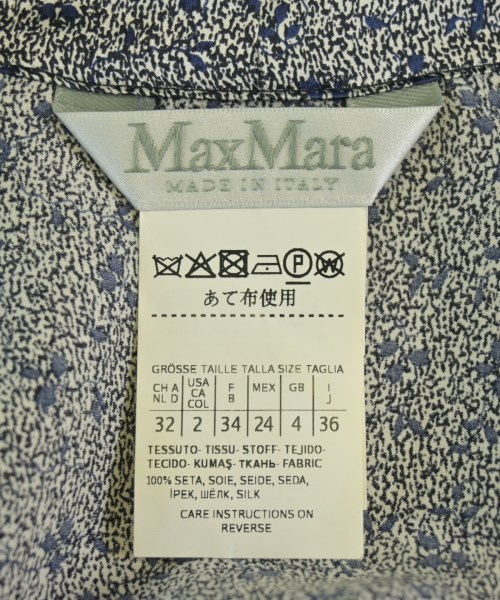 MaxMara
MADE IN ITALY
P W
あて布使用
GRÖSSE TAILLE TALLA SIZE TAGLIA
CH A NL D USA CA COL F B MEX GB I J
32 2 34 24 4 36
TESSUTO- TISSU- STOFF- TEJIDO-
TECIDO- KUMAŞ- ТКАНЬ- FABRIC
100% SETA, SOIE, SEIDE, SEDA,
İPEK, ШЁЛК, SILK
CARE INSTRUCTIONS ON
REVERSE